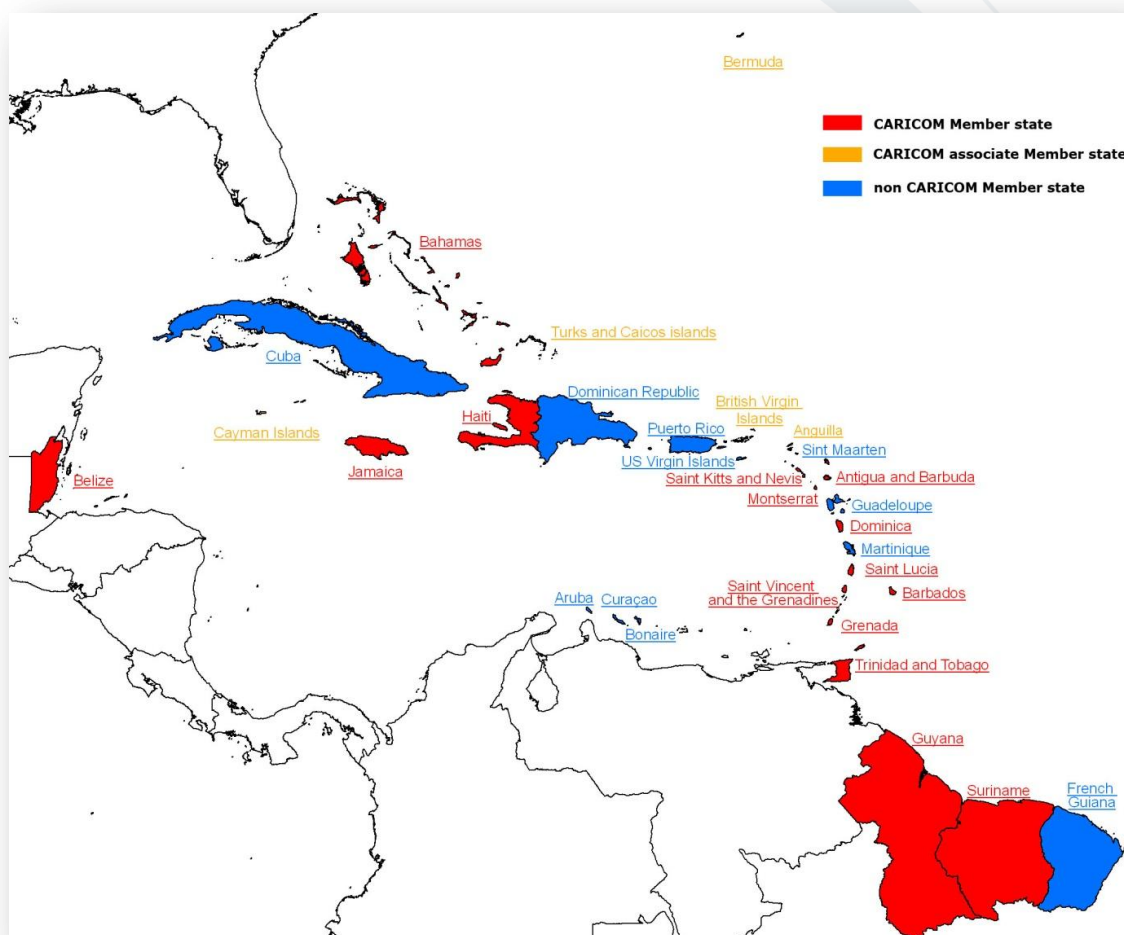 Bermuda
CARICOM Member state
CARICOM associate Member state
non CARICOM Member state
Bahamas
Turks and Caicos islands
Cuba
Dominican Republic
British Virgin
Islands
Haiti
Puerto Rico
Anguilla
Cayman Islands
Sint Maarten
US Virgin Islands
Jamaica
Saint Kitts and Nevis
Antigua and Barbuda
Belize
Montserrat
Guadeloupe
Dominica
Martinique
Saint Lucia
Saint Vincent
and the Grenadines
Barbados
Aruba
Curaçao
Grenada
Bonaire
Trinidad and Tobago
Guyana
Suriname
French
Guiana